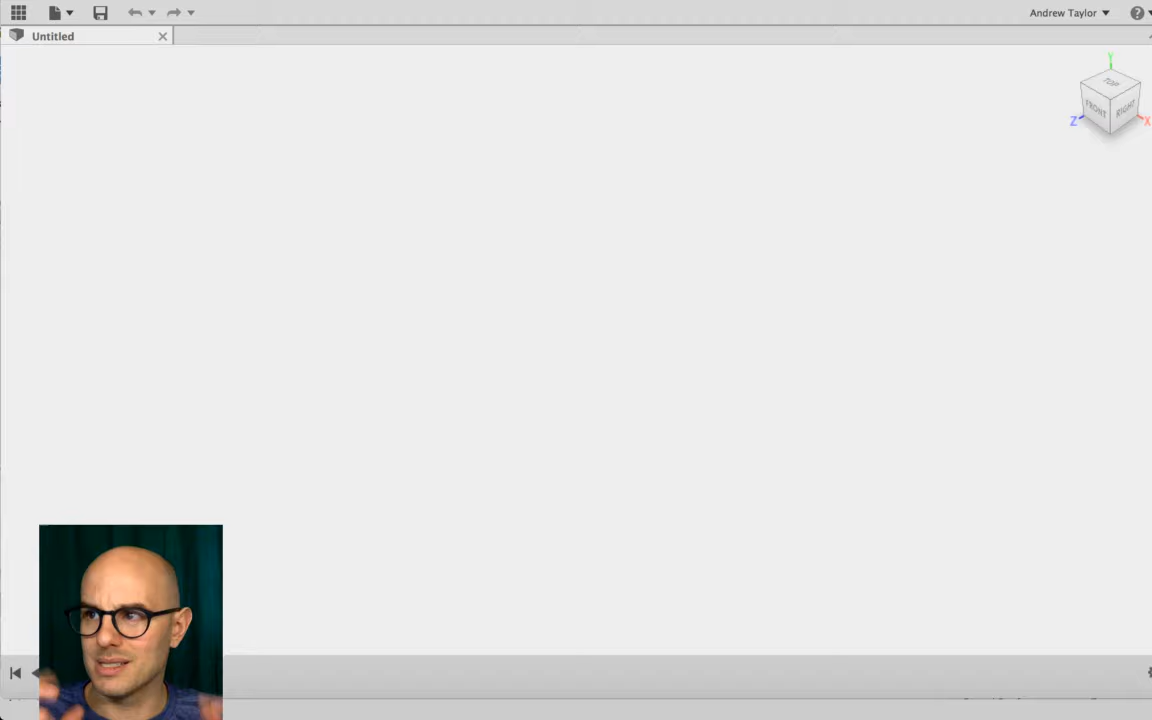 Andrew Taylor
?
Untitled
Y
TOP
FRONT
RIGHT
Z
X